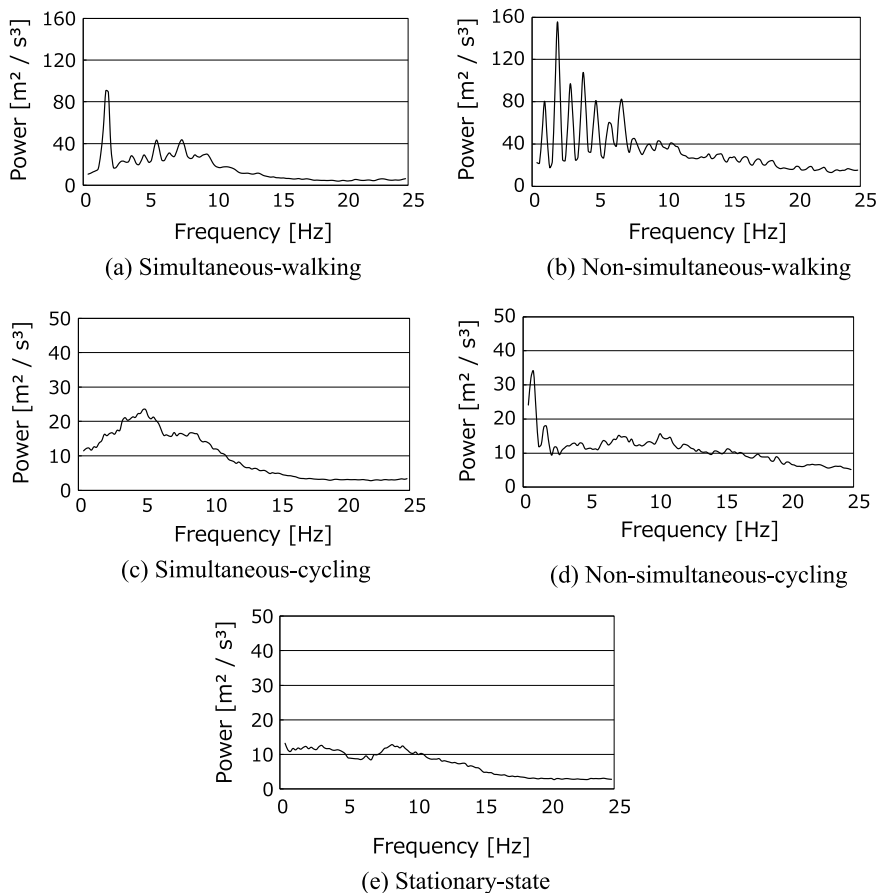 160
120
80
40
0
Power [m² / s³]
0 5 10 15 20 25
Frequency [Hz]
(a) Simultaneous-walking
160
120
80
40
0
Power [m² / s³]
0 5 10 15 20 25
Frequency [Hz]
(b) Non-simultaneous-walking
50
40
30
20
10
0
Power [m² / s³]
0 5 10 15 20 25
Frequency [Hz]
(c) Simultaneous-cycling
50
40
30
20
10
0
Power [m² / s³]
0 5 10 15 20 25
Frequency [Hz]
(d) Non-simultaneous-cycling
50
40
30
20
10
0
Power [m² / s³]
0 5 10 15 20 25
Frequency [Hz]
(e) Stationary-state